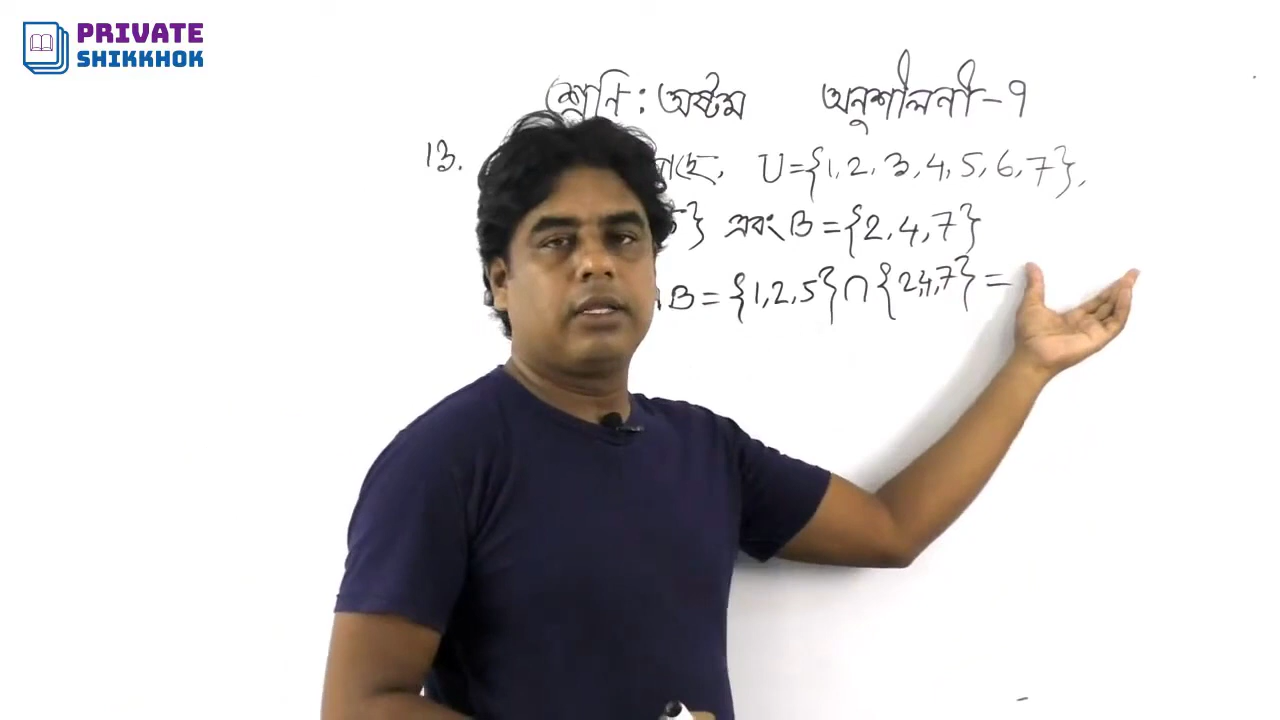 PRIVATE
SHIKKHOK
শ্রেণি : অষ্টম অনুশীলনী-৭
13. U={1, 2, 3, 4, 5, 6, 7},
5} এবং B = {2, 4, 7}
B = {1, 2, 5} ∩ {2, 4, 7} =